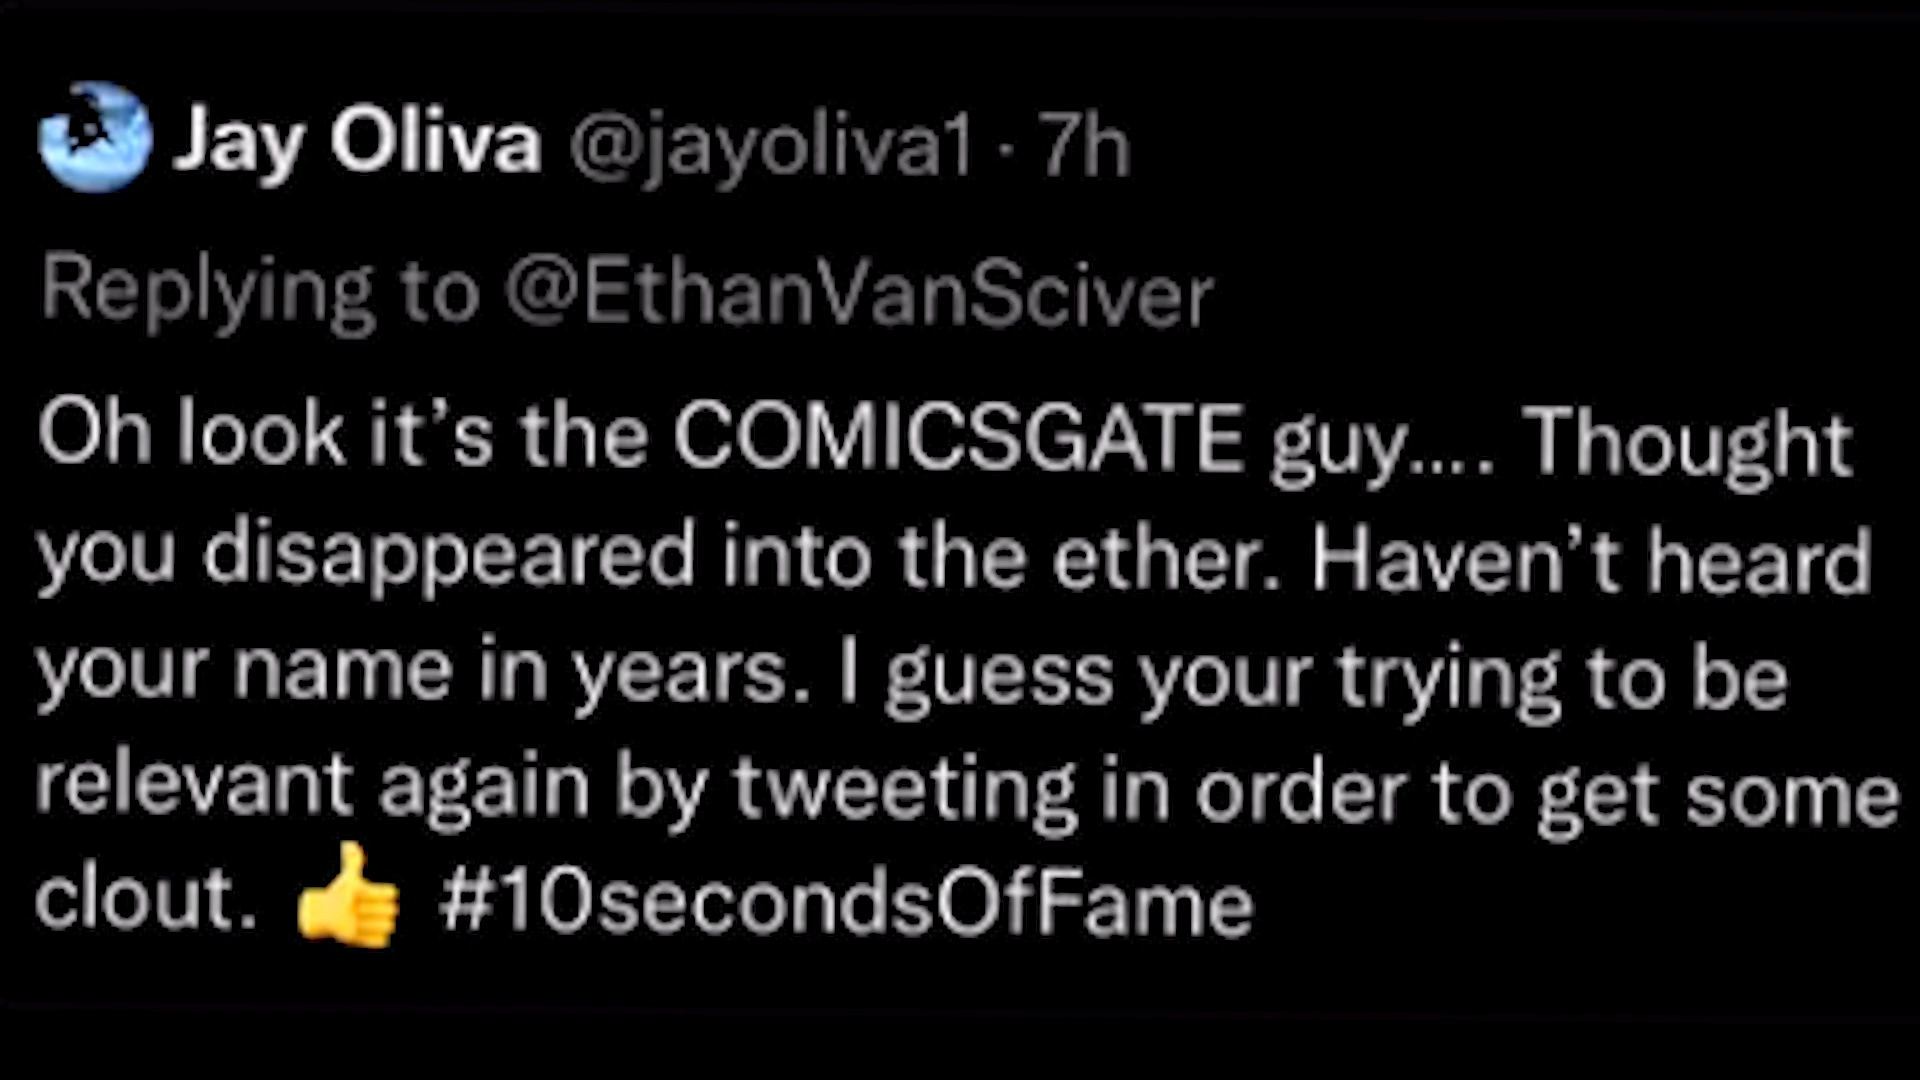 Jay Oliva @jayoliva1 · 7h
Replying to @EthanVanSciver
Oh look it’s the COMICSGATE guy.... Thought
you disappeared into the ether. Haven’t heard
your name in years. I guess your trying to be
relevant again by tweeting in order to get some
clout. 👍 #10secondsOfFame